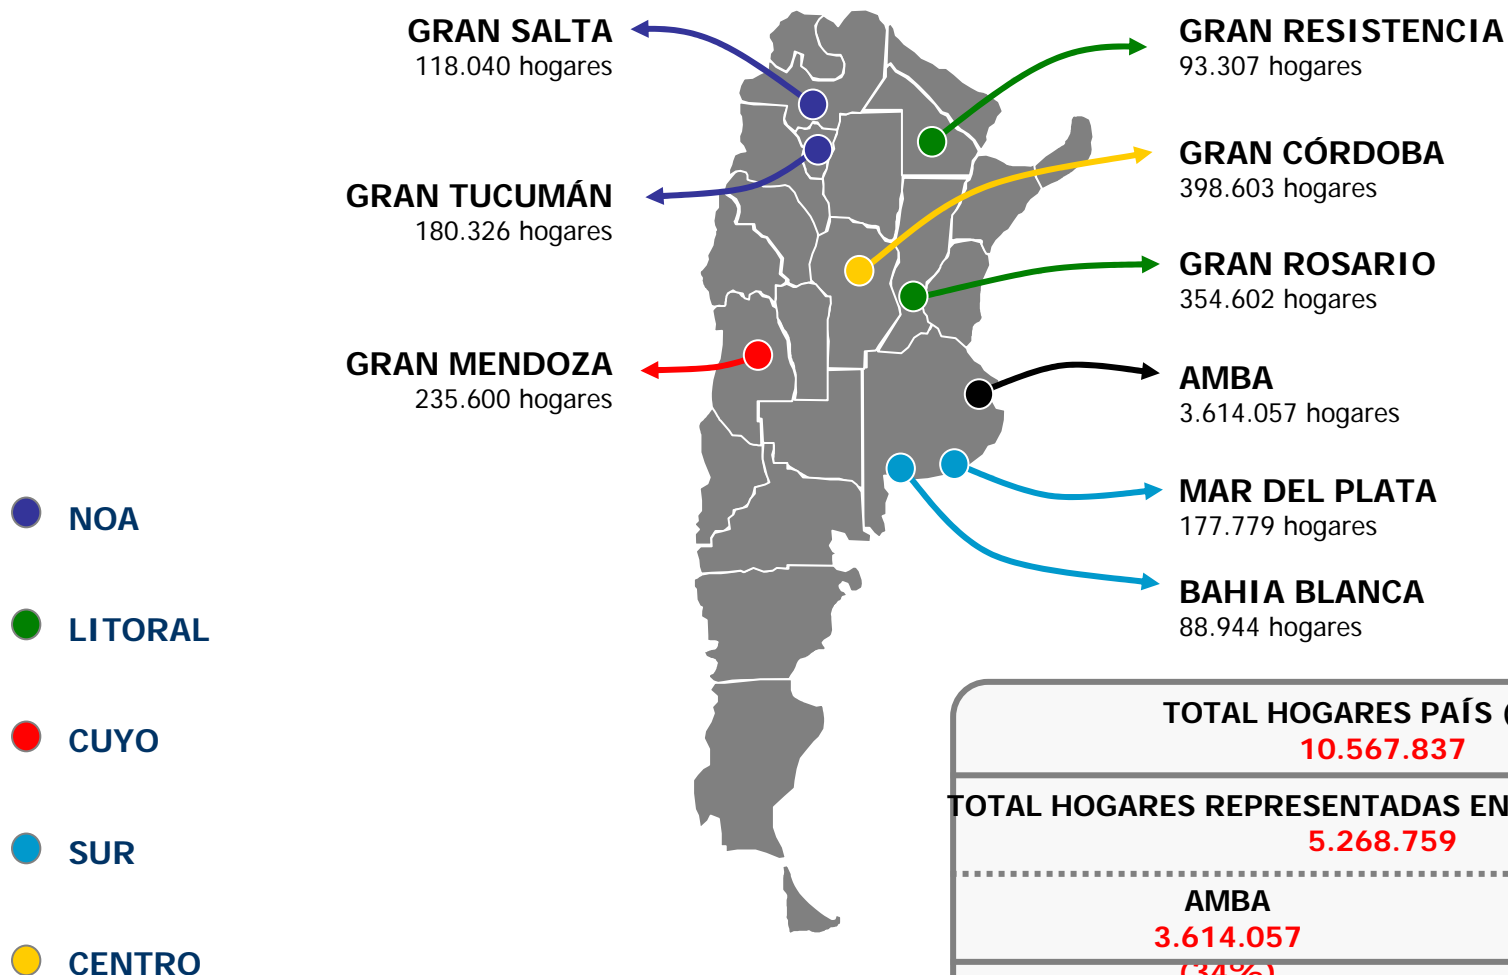 GRAN SALTA
118.040 hogares
GRAN TUCUMÁN
180.326 hogares
GRAN MENDOZA
235.600 hogares
GRAN RESISTENCIA
93.307 hogares
GRAN CÓRDOBA
398.603 hogares
GRAN ROSARIO
354.602 hogares
AMBA
3.614.057 hogares
MAR DEL PLATA
177.779 hogares
BAHIA BLANCA
88.944 hogares
NOA
LITORAL
CUYO
SUR
CENTRO
TOTAL HOGARES PAÍS (
10.567.837
TOTAL HOGARES REPRESENTADAS EN
5.268.759
AMBA
3.614.057
(34%)